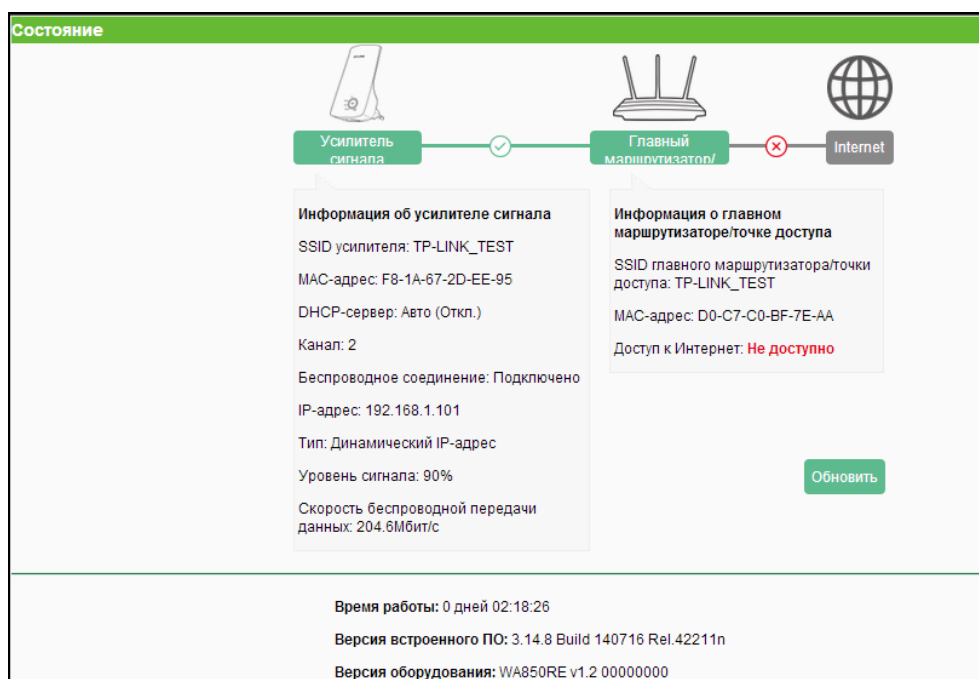 Состояние
Усилитель
сигнала
Главный
маршрутизатор/
Internet
Информация об усилителе сигнала
SSID усилителя: TP-LINK_TEST
MAC-адрес: F8-1A-67-2D-EE-95
DHCP-сервер: Авто (Откл.)
Канал: 2
Беспроводное соединение: Подключено
IP-адрес: 192.168.1.101
Тип: Динамический IP-адрес
Уровень сигнала: 90%
Скорость беспроводной передачи
данных: 204.6Мбит/с
Информация о главном
маршрутизаторе/точке доступа
SSID главного маршрутизатора/точки
доступа: TP-LINK_TEST
MAC-адрес: D0-C7-C0-BF-7E-AA
Доступ к Интернет: Не доступно
Обновить
Время работы: 0 дней 02:18:26
Версия встроенного ПО: 3.14.8 Build 140716 Rel.42211n
Версия оборудования: WA850RE v1.2 00000000